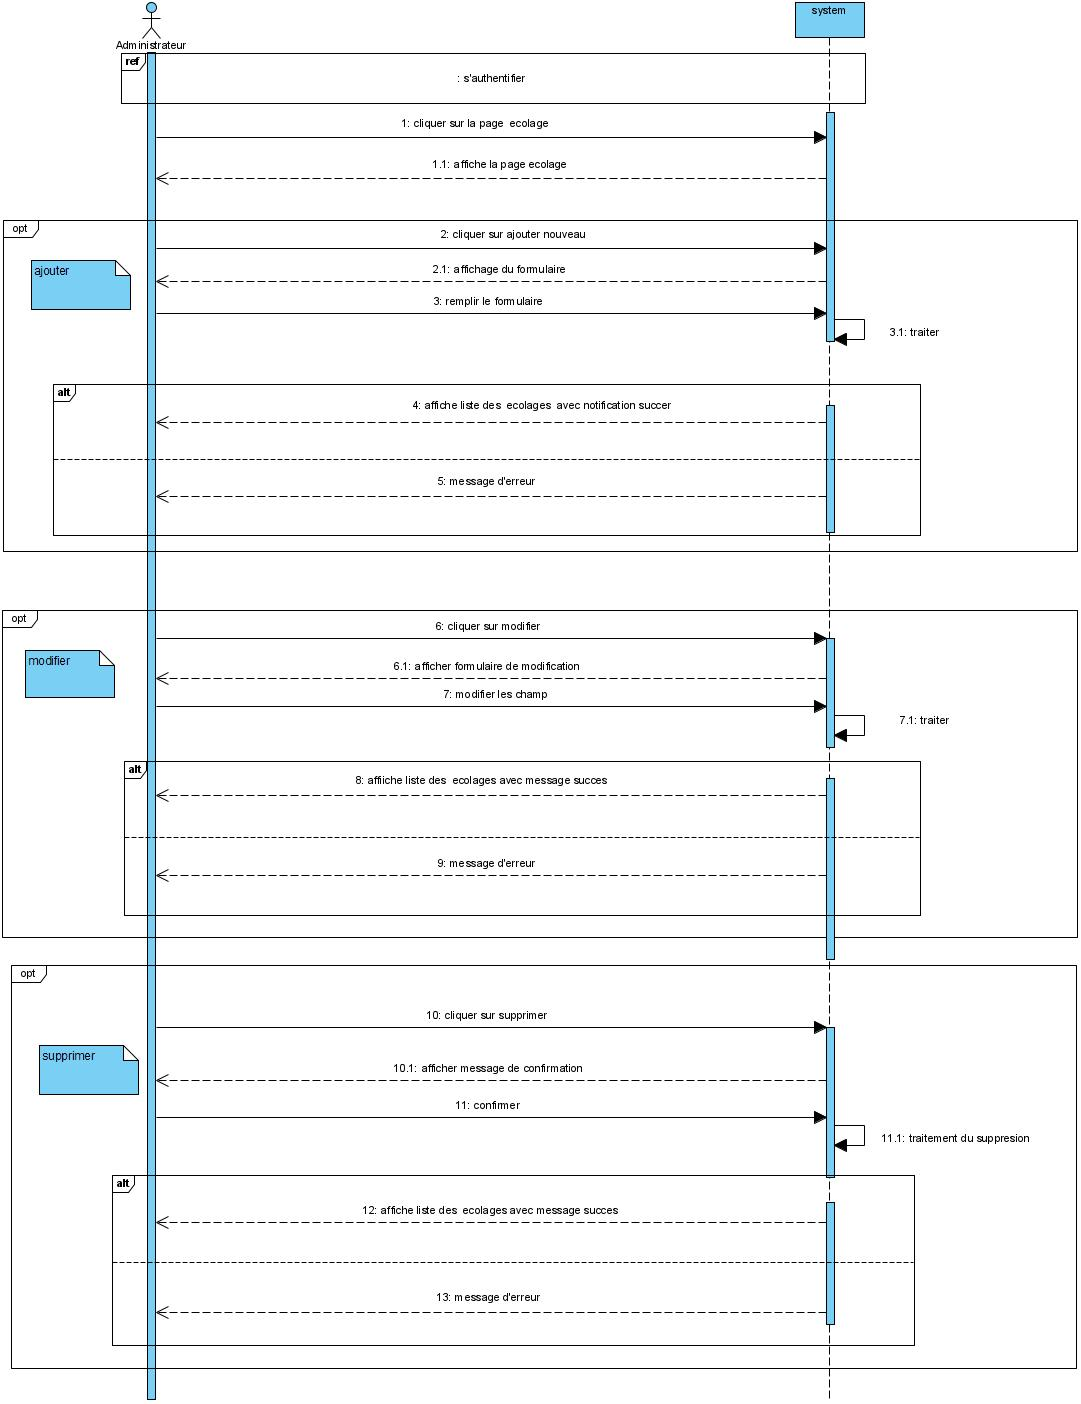 system
Administrateur
ref
: s'authentifier
1: cliquer sur la page ecolage
1.1: affiche la page ecolage
opt
2: cliquer sur ajouter nouveau
ajouter
2.1: affichage du formulaire
3: remplir le formulaire
3.1: traiter
alt
4: affiche liste des ecolages avec notification succer
5: message d'erreur
opt
6: cliquer sur modifier
modifier
6.1: afficher formulaire de modification
7: modifier les champ
7.1: traiter
alt
8: affiiche liste des ecolages avec message succes
9: message d'erreur
opt
10: cliquer sur supprimer
supprimer
10.1: afficher message de confirmation
11: confirmer
11.1: traitement du suppresion
alt
12: affiche liste des ecolages avec message succes
13: message d'erreur